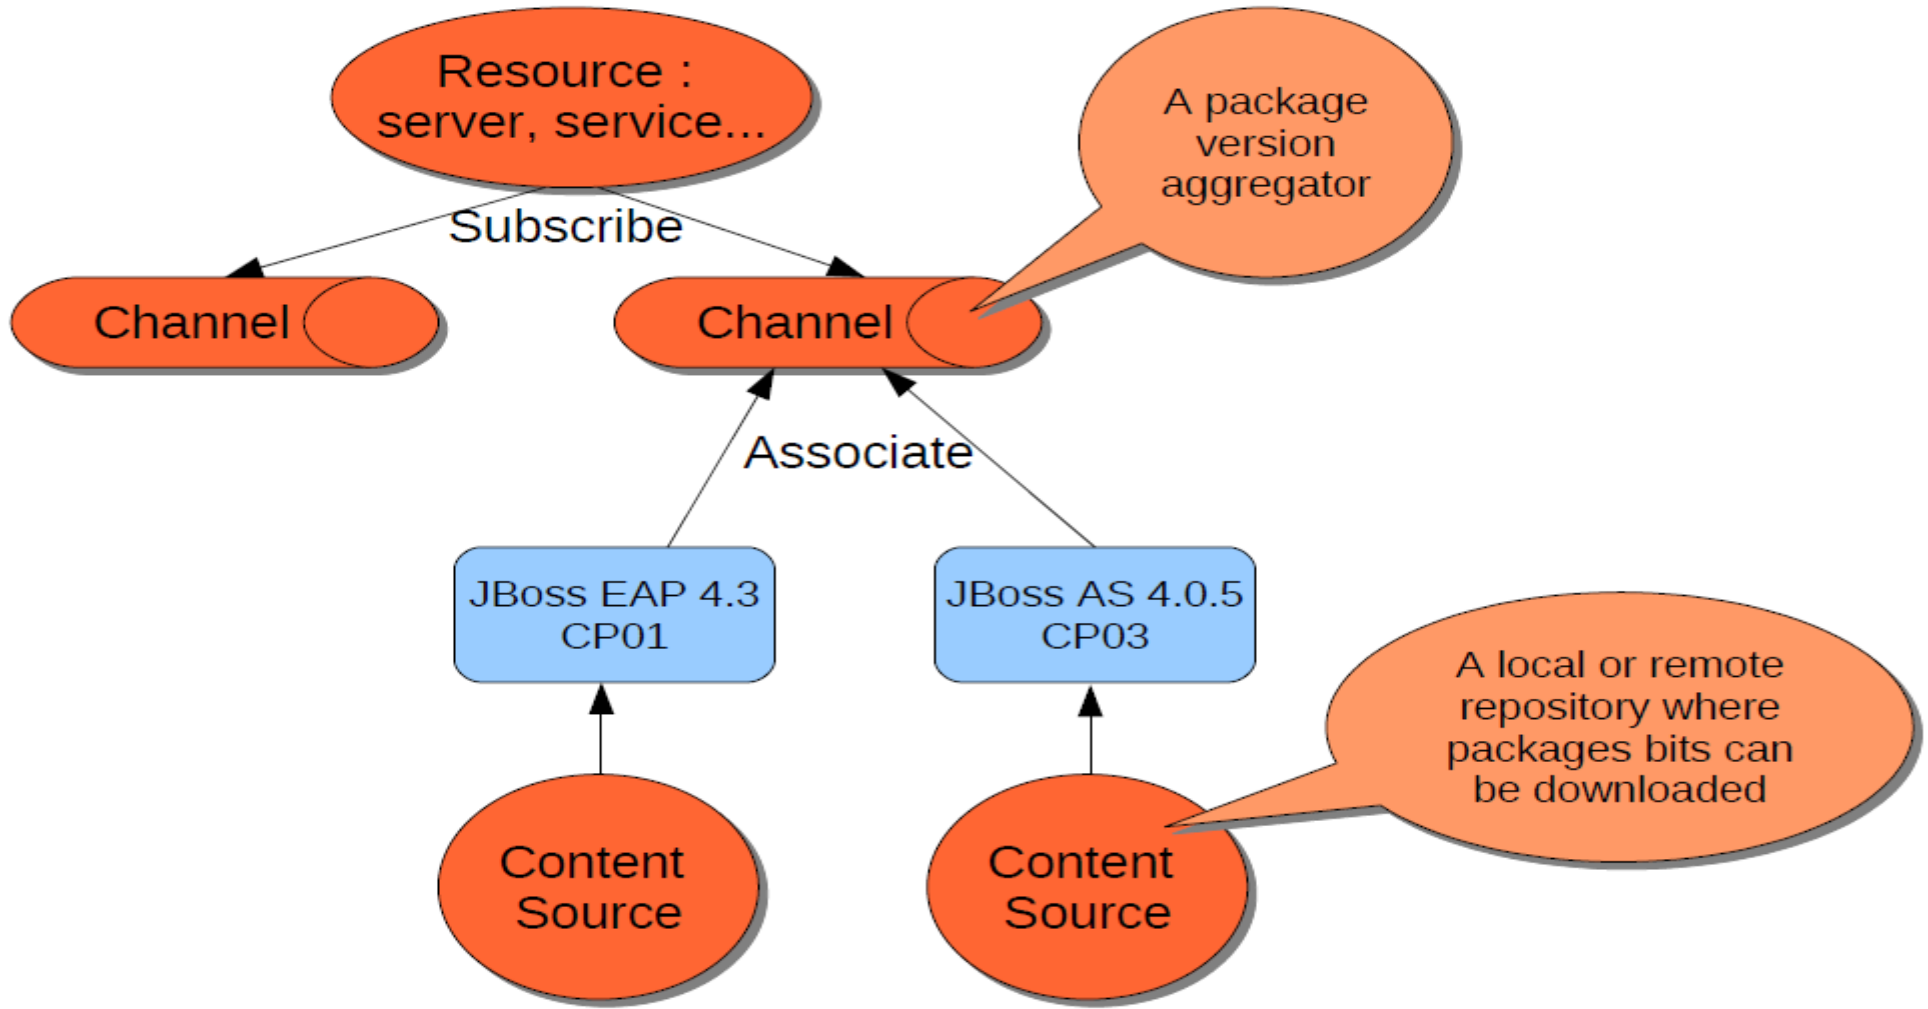 Resource :
server, service...
A package
version
aggregator
Subscribe
Channel
Channel
Associate
JBoss EAP 4.3
CP01
JBoss AS 4.0.5
CP03
A local or remote
repository where
packages bits can
be downloaded
Content
Source
Content
Source